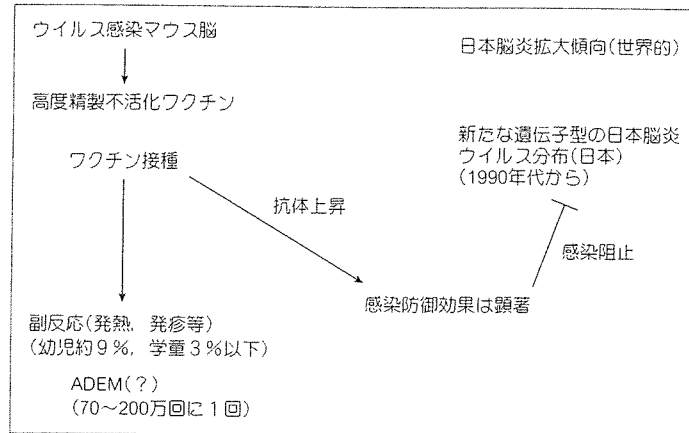 ウイルス感染マウス脳
日本脳炎拡大傾向(世界的)
高度精製不活化ワクチン
新たな遺伝子型の日本脳炎
ウイルス分布(日本)
(1990年代から)
ワクチン接種
抗体上昇
感染阻止
感染防御効果は顕著
副反応(発熱，発疹等)
(幼児約9%，学童3%以下)
ADEM(?)
(70～200万回に1回)